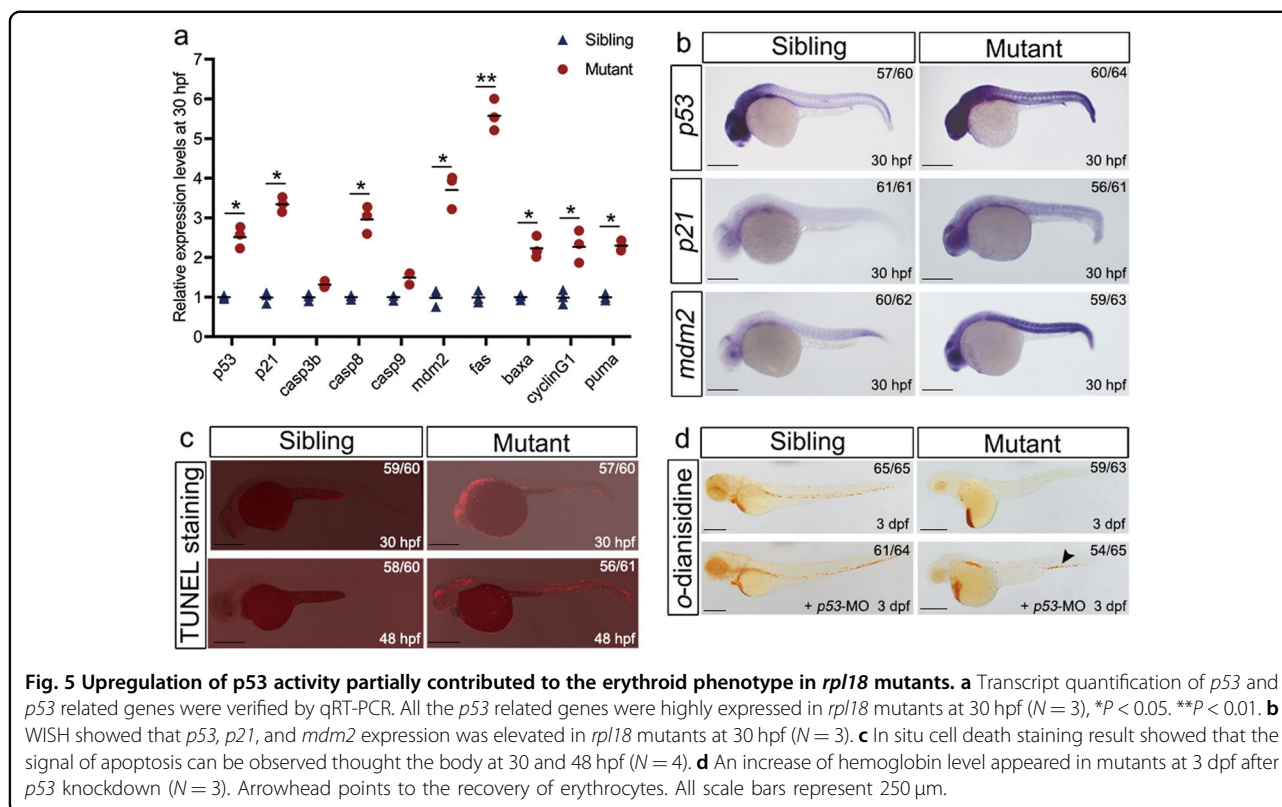 a
Sibling
Mutant
Relative expression levels at 30 hpf
7
6
5
4
3
2
1
0
*
*
*
*
**
*
*
*
p53
p21
casp3b
casp8
casp9
mdm2
fas
baxa
cyclinG1
puma
b
Sibling
Mutant
p53
57/60
30 hpf
60/64
30 hpf
p21
61/61
30 hpf
56/61
30 hpf
mdm2
60/62
30 hpf
59/63
30 hpf
c
Sibling
Mutant
TUNEL staining
59/60
30 hpf
57/60
30 hpf
58/60
48 hpf
56/61
48 hpf
d
Sibling
Mutant
o-dianisidine
65/65
3 dpf
59/63
3 dpf
61/64
+ p53-MO 3 dpf
54/65
+ p53-MO 3 dpf
Fig. 5 Upregulation of p53 activity partially contributed to the erythroid phenotype in rpl18 mutants. a Transcript quantification of p53 and
p53 related genes were verified by qRT-PCR. All the p53 related genes were highly expressed in rpl18 mutants at 30 hpf (N = 3), *P < 0.05. **P < 0.01. b
WISH showed that p53, p21, and mdm2 expression was elevated in rpl18 mutants at 30 hpf (N = 3). c In situ cell death staining result showed that the
signal of apoptosis can be observed thought the body at 30 and 48 hpf (N = 4). d An increase of hemoglobin level appeared in mutants at 3 dpf after
p53 knockdown (N = 3). Arrowhead points to the recovery of erythrocytes. All scale bars represent 250 μm.